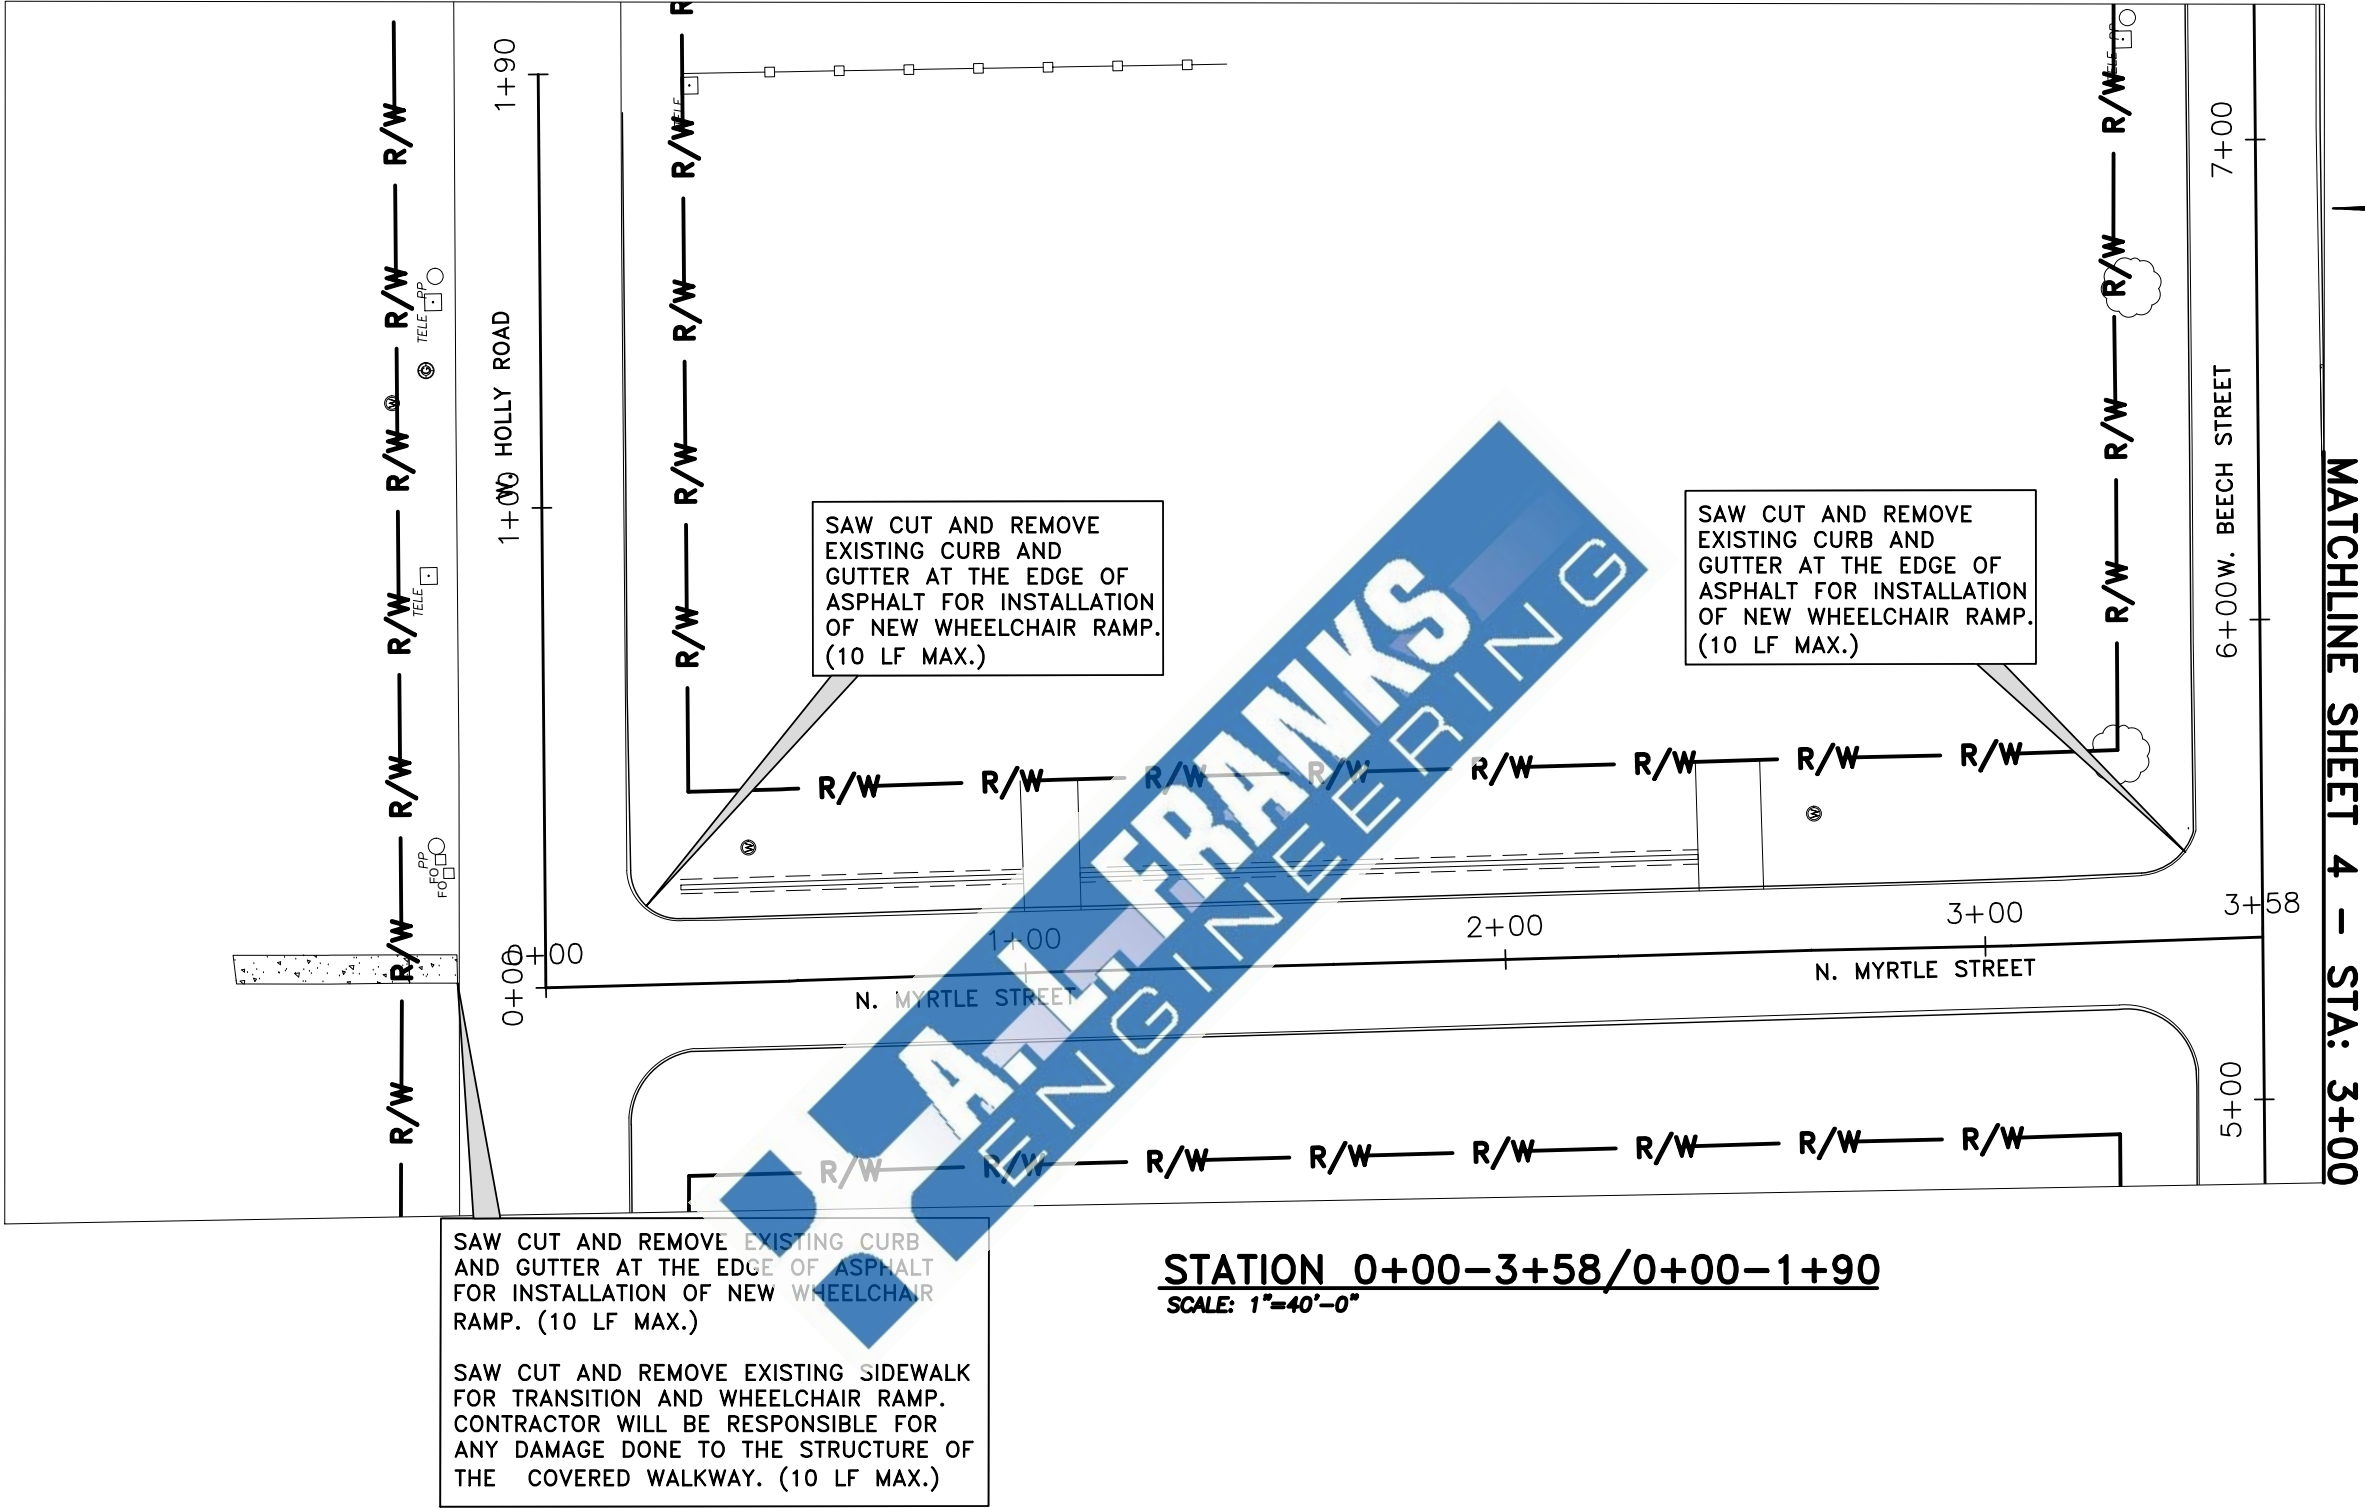 R/W
R/W
R/W
R/W
R/W
R/W
R/W
1+90
W. HOLLY ROAD
1+00
0+00
TELE
PP
TELE
PP
FO
FO
G
W
R
R/W
R/W
R/W
R/W
TELE
SAW CUT AND REMOVE
EXISTING CURB AND
GUTTER AT THE EDGE OF
ASPHALT FOR INSTALLATION
OF NEW WHEELCHAIR RAMP.
(10 LF MAX.)
SAW CUT AND REMOVE
EXISTING CURB AND
GUTTER AT THE EDGE OF
ASPHALT FOR INSTALLATION
OF NEW WHEELCHAIR RAMP.
(10 LF MAX.)
TELE PP
R/W
R/W
R/W
R/W
7+00
W. BEECH STREET
6+00
5+00
MATCHLINE SHEET 4 – STA: 3+00
R/W R/W R/W R/W R/W R/W R/W R/W
W
W
0+00
1+00
2+00
3+00
3+58
N. MYRTLE STREET
N. MYRTLE STREET
A.L. FRANKS
ENGINEERING
R/W R/W R/W R/W R/W R/W R/W R/W
SAW CUT AND REMOVE EXISTING CURB
AND GUTTER AT THE EDGE OF ASPHALT
FOR INSTALLATION OF NEW WHEELCHAIR
RAMP. (10 LF MAX.)
SAW CUT AND REMOVE EXISTING SIDEWALK
FOR TRANSITION AND WHEELCHAIR RAMP.
CONTRACTOR WILL BE RESPONSIBLE FOR
ANY DAMAGE DONE TO THE STRUCTURE OF
THE COVERED WALKWAY. (10 LF MAX.)
STATION 0+00-3+58/0+00-1+90
SCALE: 1"=40'-0"